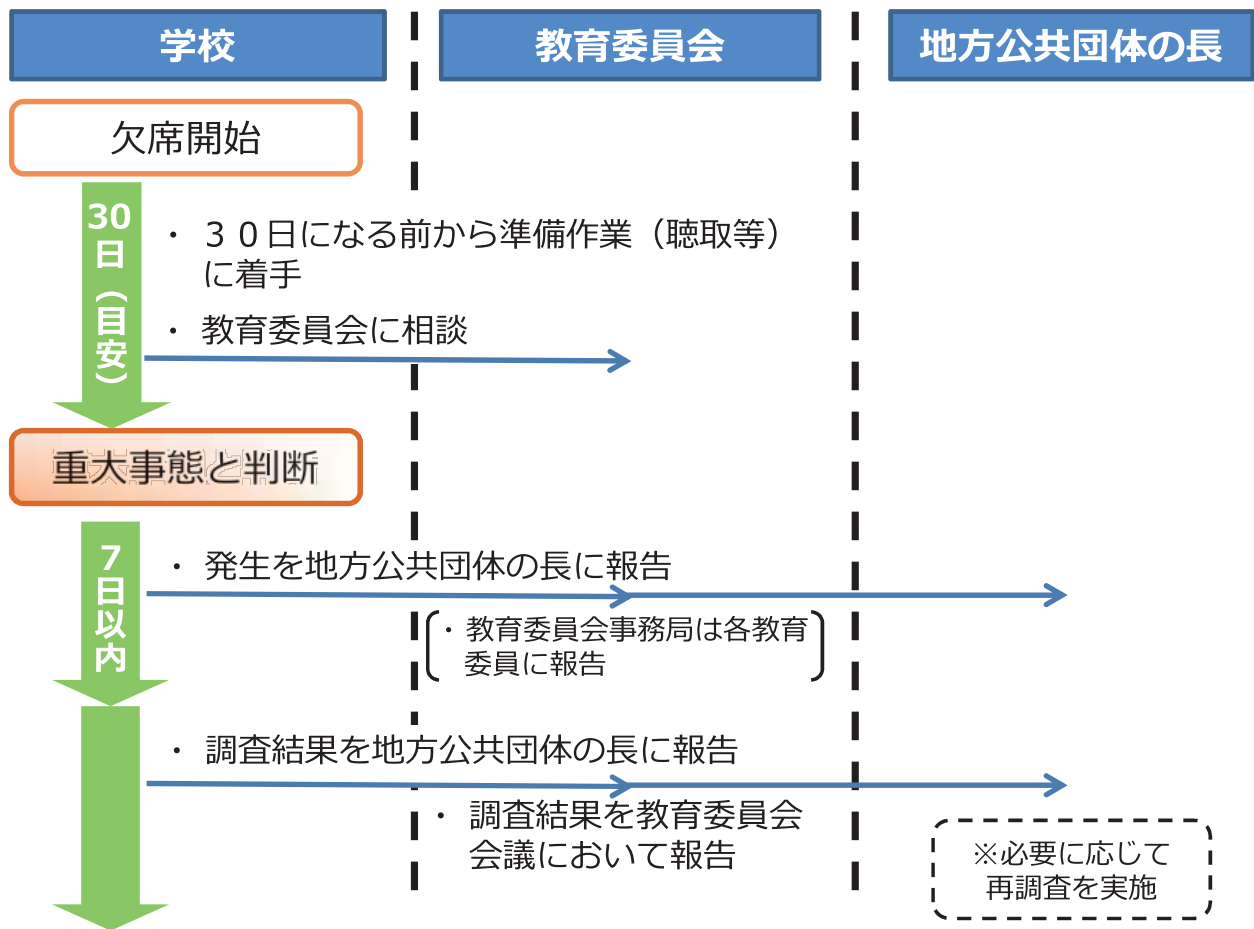 学校
教育委員会
地方公共団体の長
欠席開始
30日（目安）
・ ３０日になる前から準備作業（聴取等）
に着手
・ 教育委員会に相談
重大事態と判断
7日以内
・ 発生を地方公共団体の長に報告
・ 教育委員会事務局は各教育
委員に報告
・ 調査結果を地方公共団体の長に報告
・ 調査結果を教育委員会
会議において報告
※必要に応じて
再調査を実施